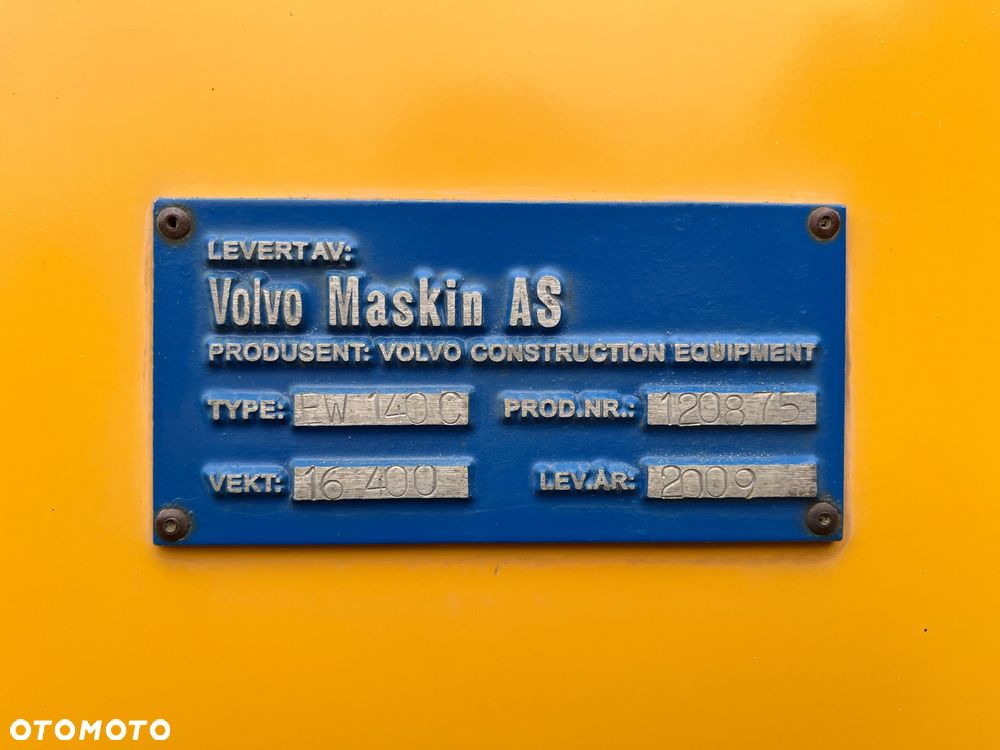 LEVERT AV:
Volvo Maskin AS
PRODUSENT: VOLVO CONSTRUCTION EQUIPMENT
TYPE: EW 140 C PROD.NR.: 120875
VEKT: 16 400 LEV.ÅR: 2009
OTOMOTO